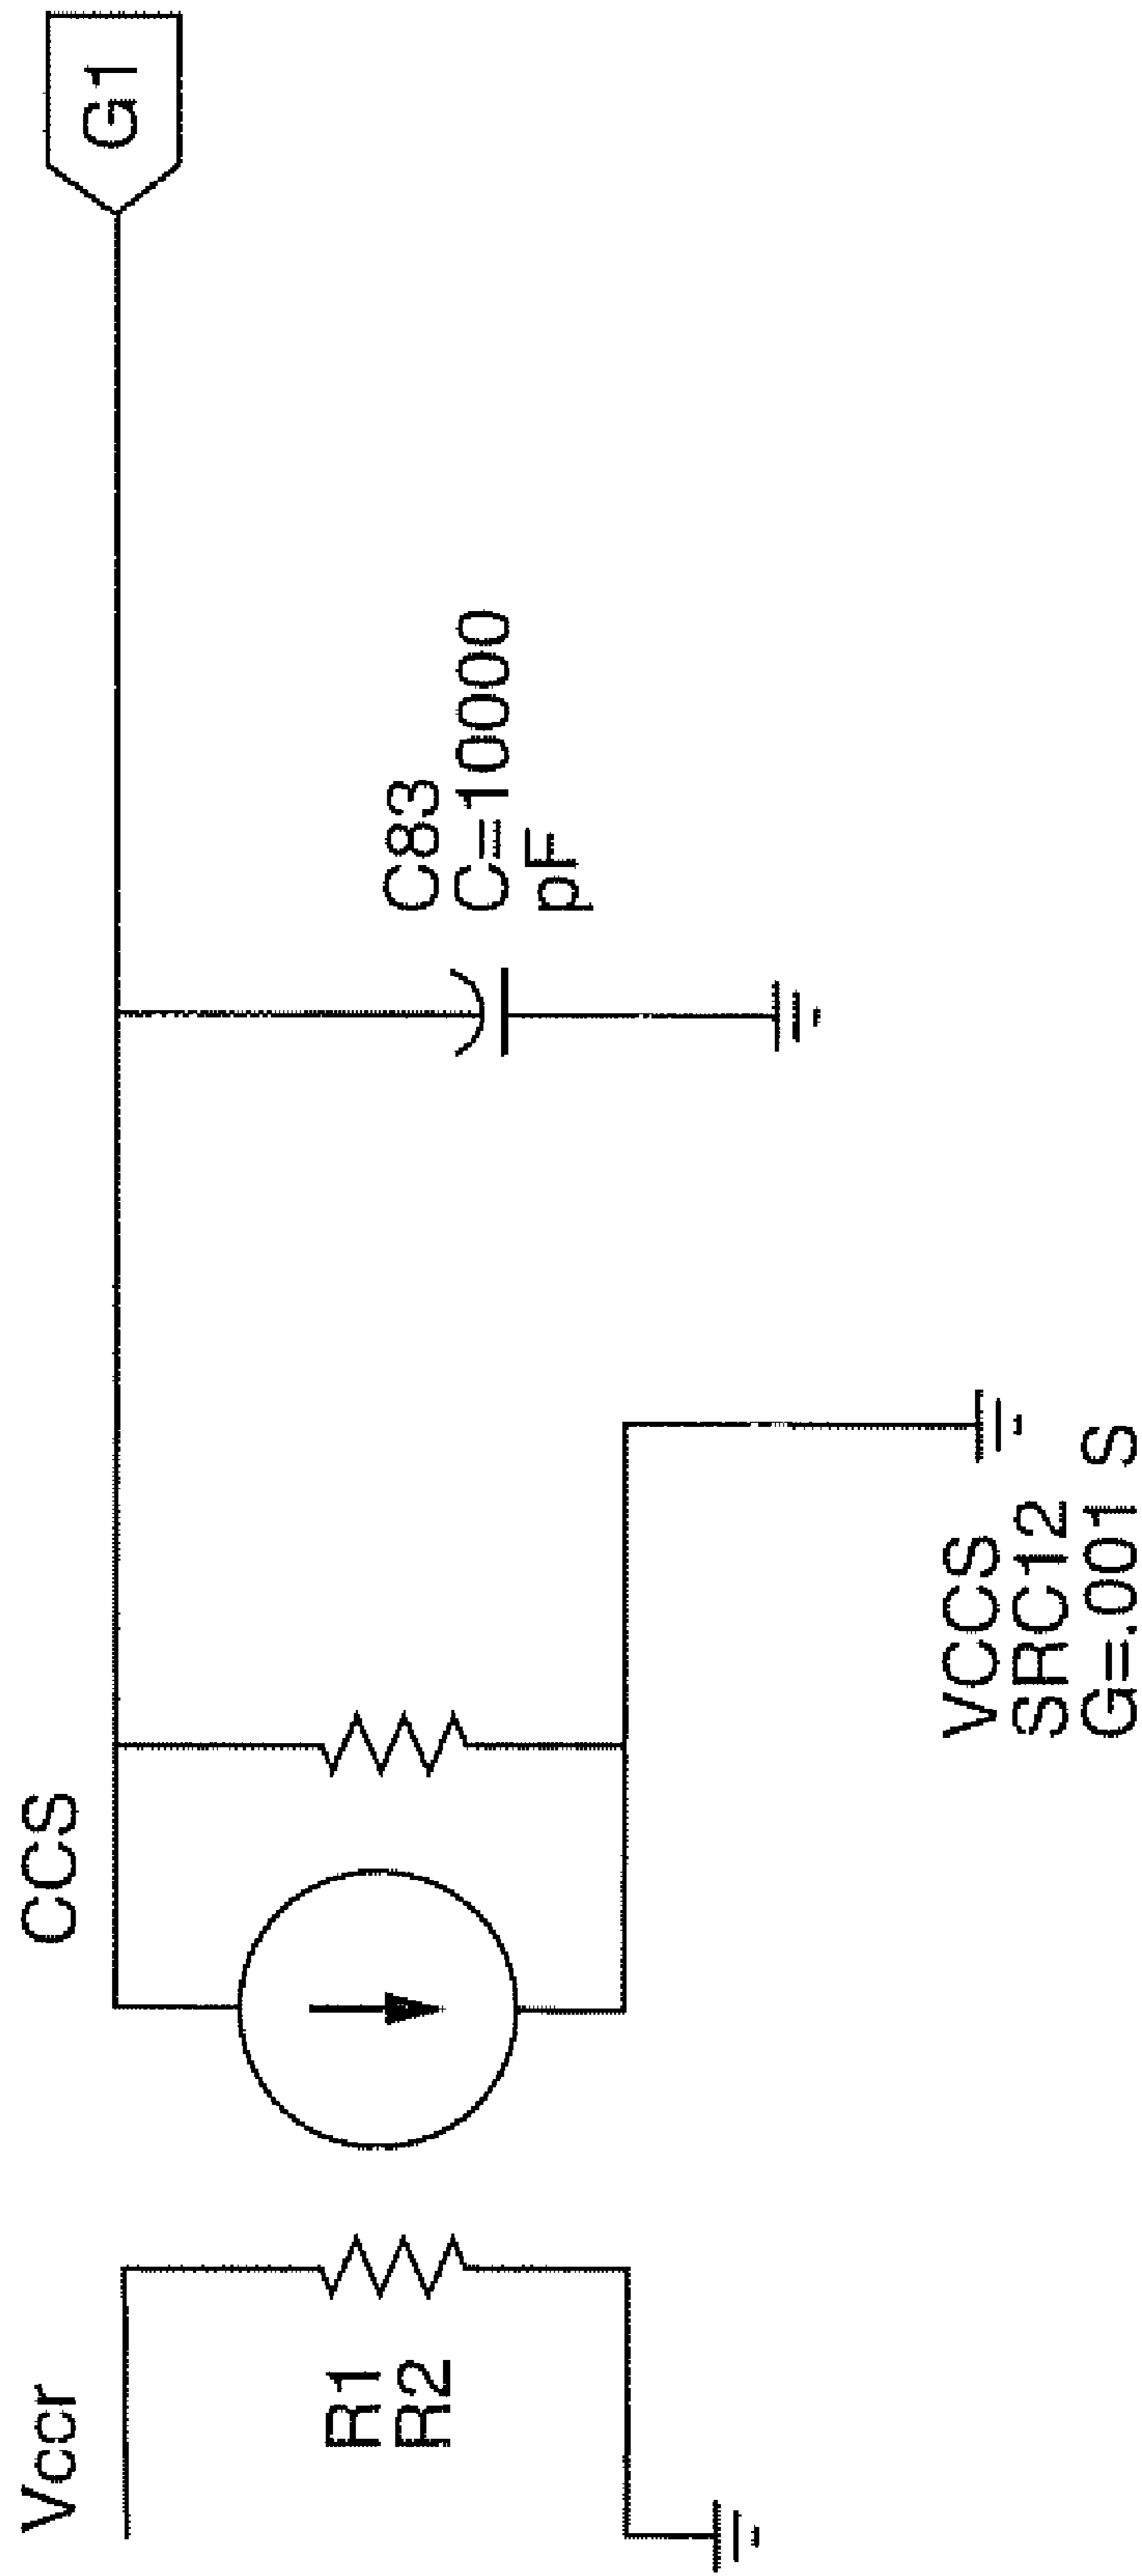 Vccr
R1
R2
CCS
VCCS
SRC12
G=.001 S
C83
C=10000
pF
G1